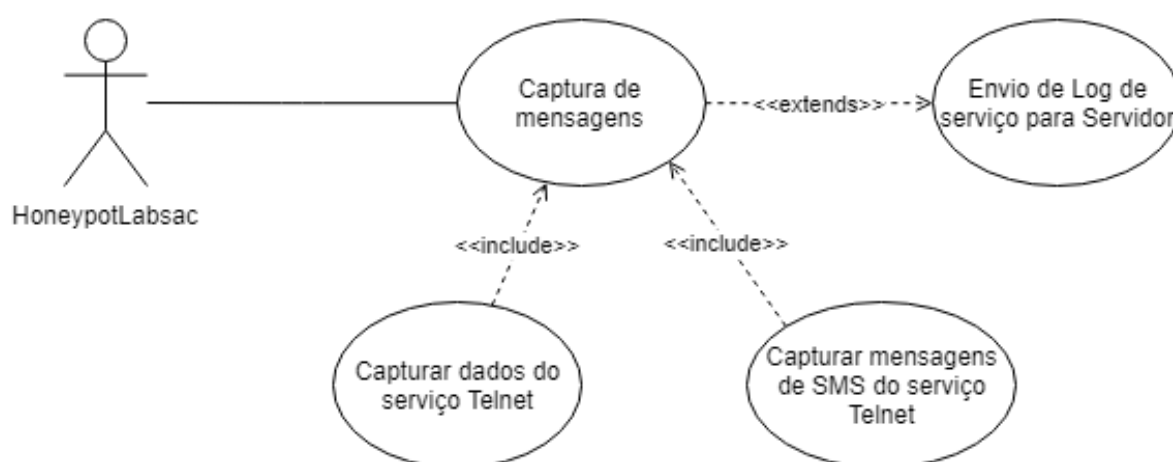 Captura de
mensagens
<<extends>>
Envio de Log de
serviço para Servidor
HoneypotLabsac
<<include>>
<<include>>
Capturar dados do
serviço Telnet
Capturar mensagens
de SMS do serviço
Telnet